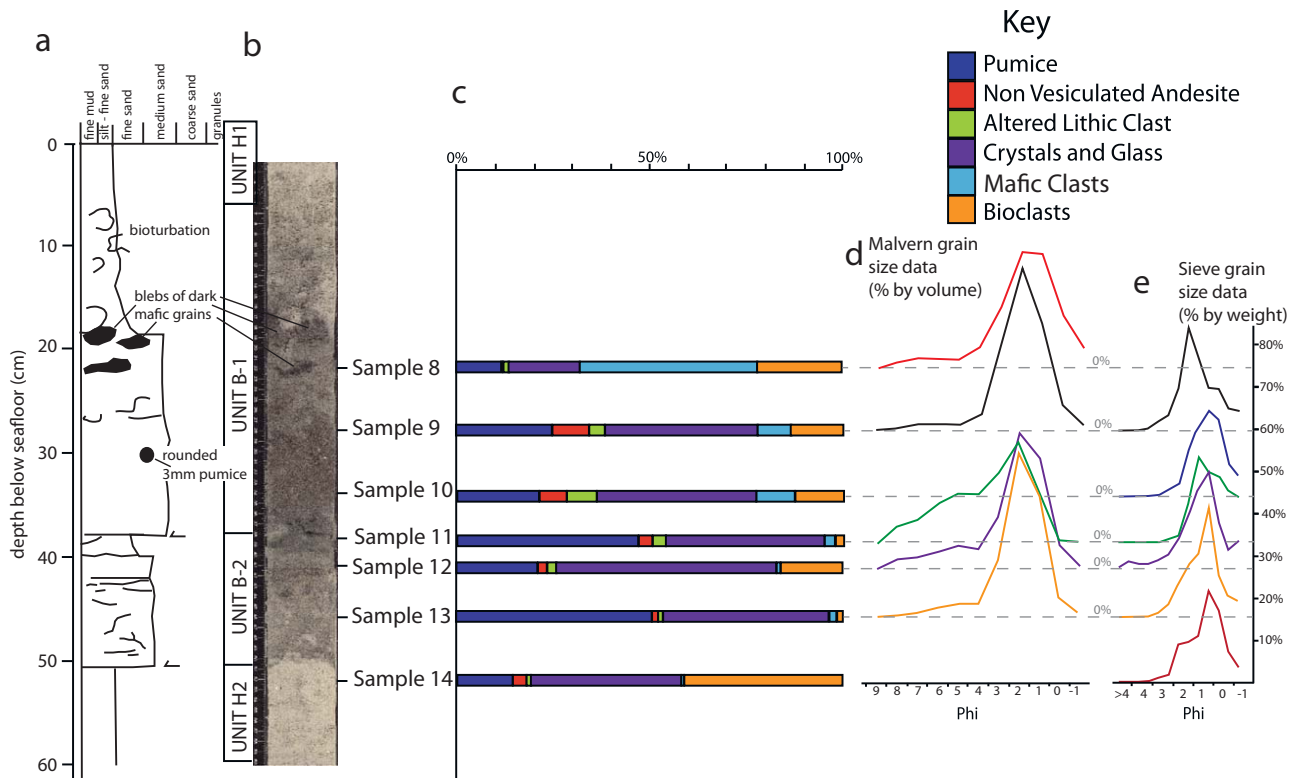 a
b
c
d
e
Key
Pumice
Non Vesiculated Andesite
Altered Lithic Clast
Crystals and Glass
Mafic Clasts
Bioclasts
fine mud
silt - fine sand
fine sand
medium sand
coarse sand
granules
depth below seafloor (cm)
0
10
20
30
40
50
60
bioturbation
blebs of dark
mafic grains
rounded
3mm pumice
UNIT H1
UNIT B-1
UNIT B-2
UNIT H2
0%
50%
100%
Sample 8
Sample 9
Sample 10
Sample 11
Sample 12
Sample 13
Sample 14
Malvern grain
size data
(% by volume)
0%
0%
0%
0%
0%
0%
9 8 7 6 5 4 3 2 1 0 -1
Phi
Sieve grain
size data
(% by weight)
80%
70%
60%
50%
40%
30%
20%
10%
>4 4 3 2 1 0 -1
Phi